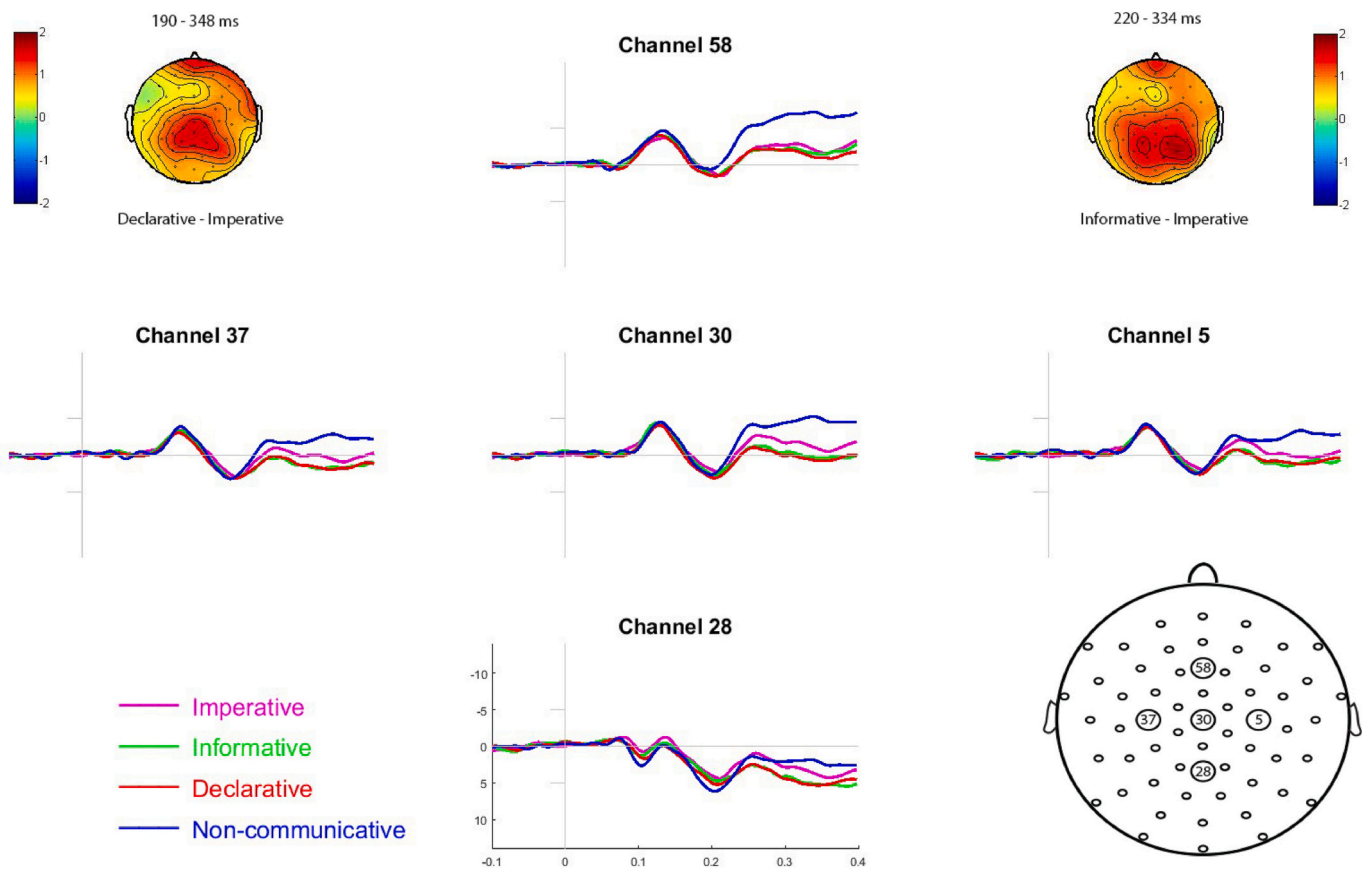 190 - 348 ms
220 - 334 ms
Channel 58
2
1
0
-1
-2
2
1
0
-1
-2
Declarative - Imperative
Informative - Imperative
Channel 37
Channel 30
Channel 5
Channel 28
58
37
30
5
28
-10
-5
0
5
10
-0.1
0
0.1
0.2
0.3
0.4
Imperative
Informative
Declarative
Non-communicative